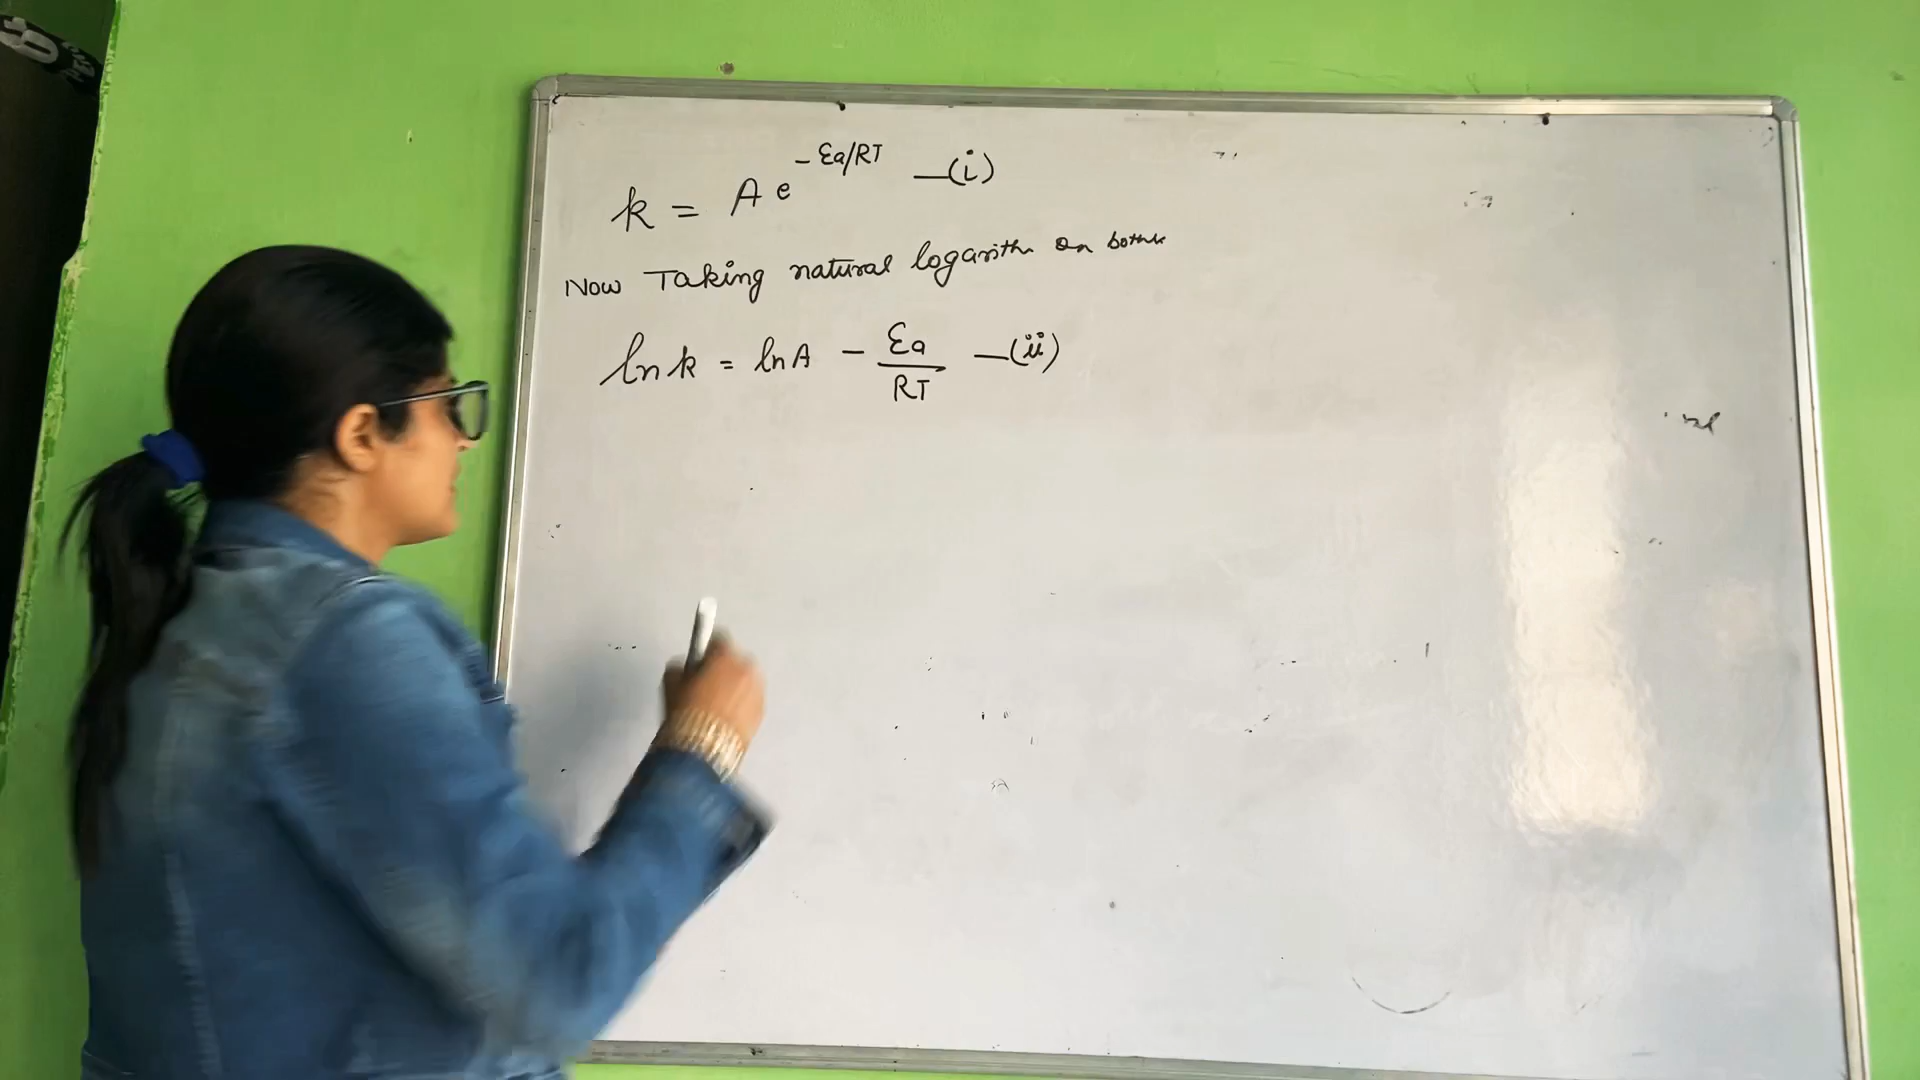 k = A e^{-Ea/RT} —(i)
Now Taking natural logarith on both
ln k = ln A - Ea/RT —(ii)